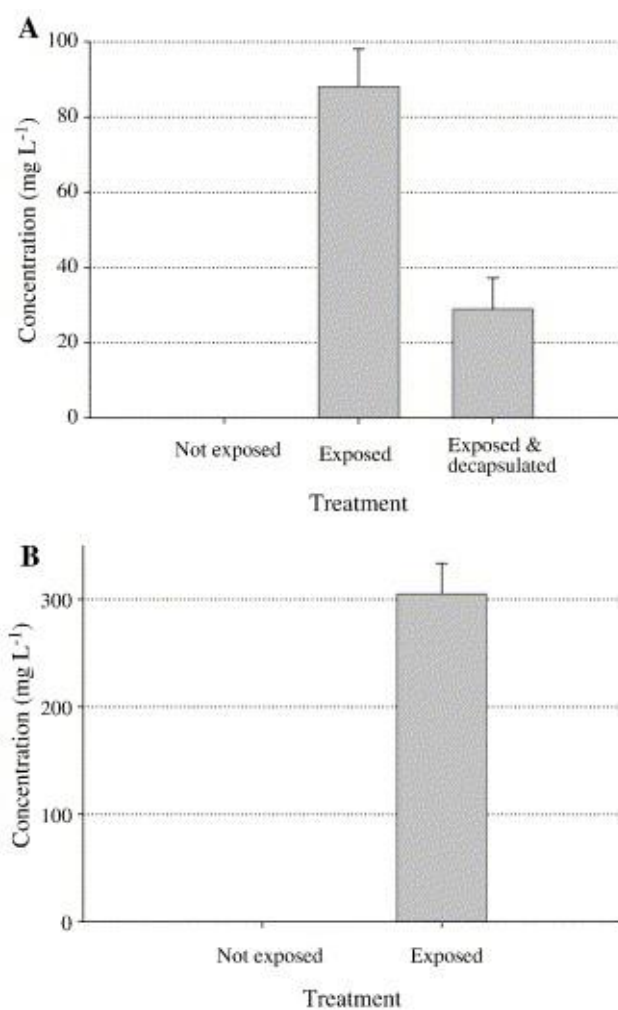 A
100
80
60
40
20
0
Concentration (mg L-1)
Not exposed
Exposed
Exposed &
decapsulated
Treatment
B
300
200
100
0
Concentration (mg L-1)
Not exposed
Exposed
Treatment